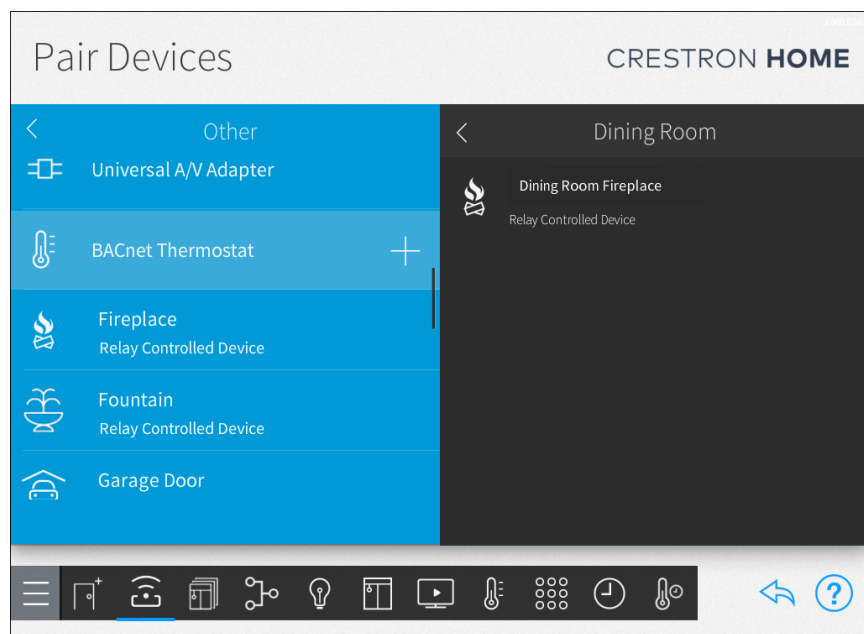 Pair Devices
CRESTRON HOME
Other
Universal A/V Adapter
BACnet Thermostat
Fireplace
Relay Controlled Device
Fountain
Relay Controlled Device
Garage Door
Dining Room
Dining Room Fireplace
Relay Controlled Device
?